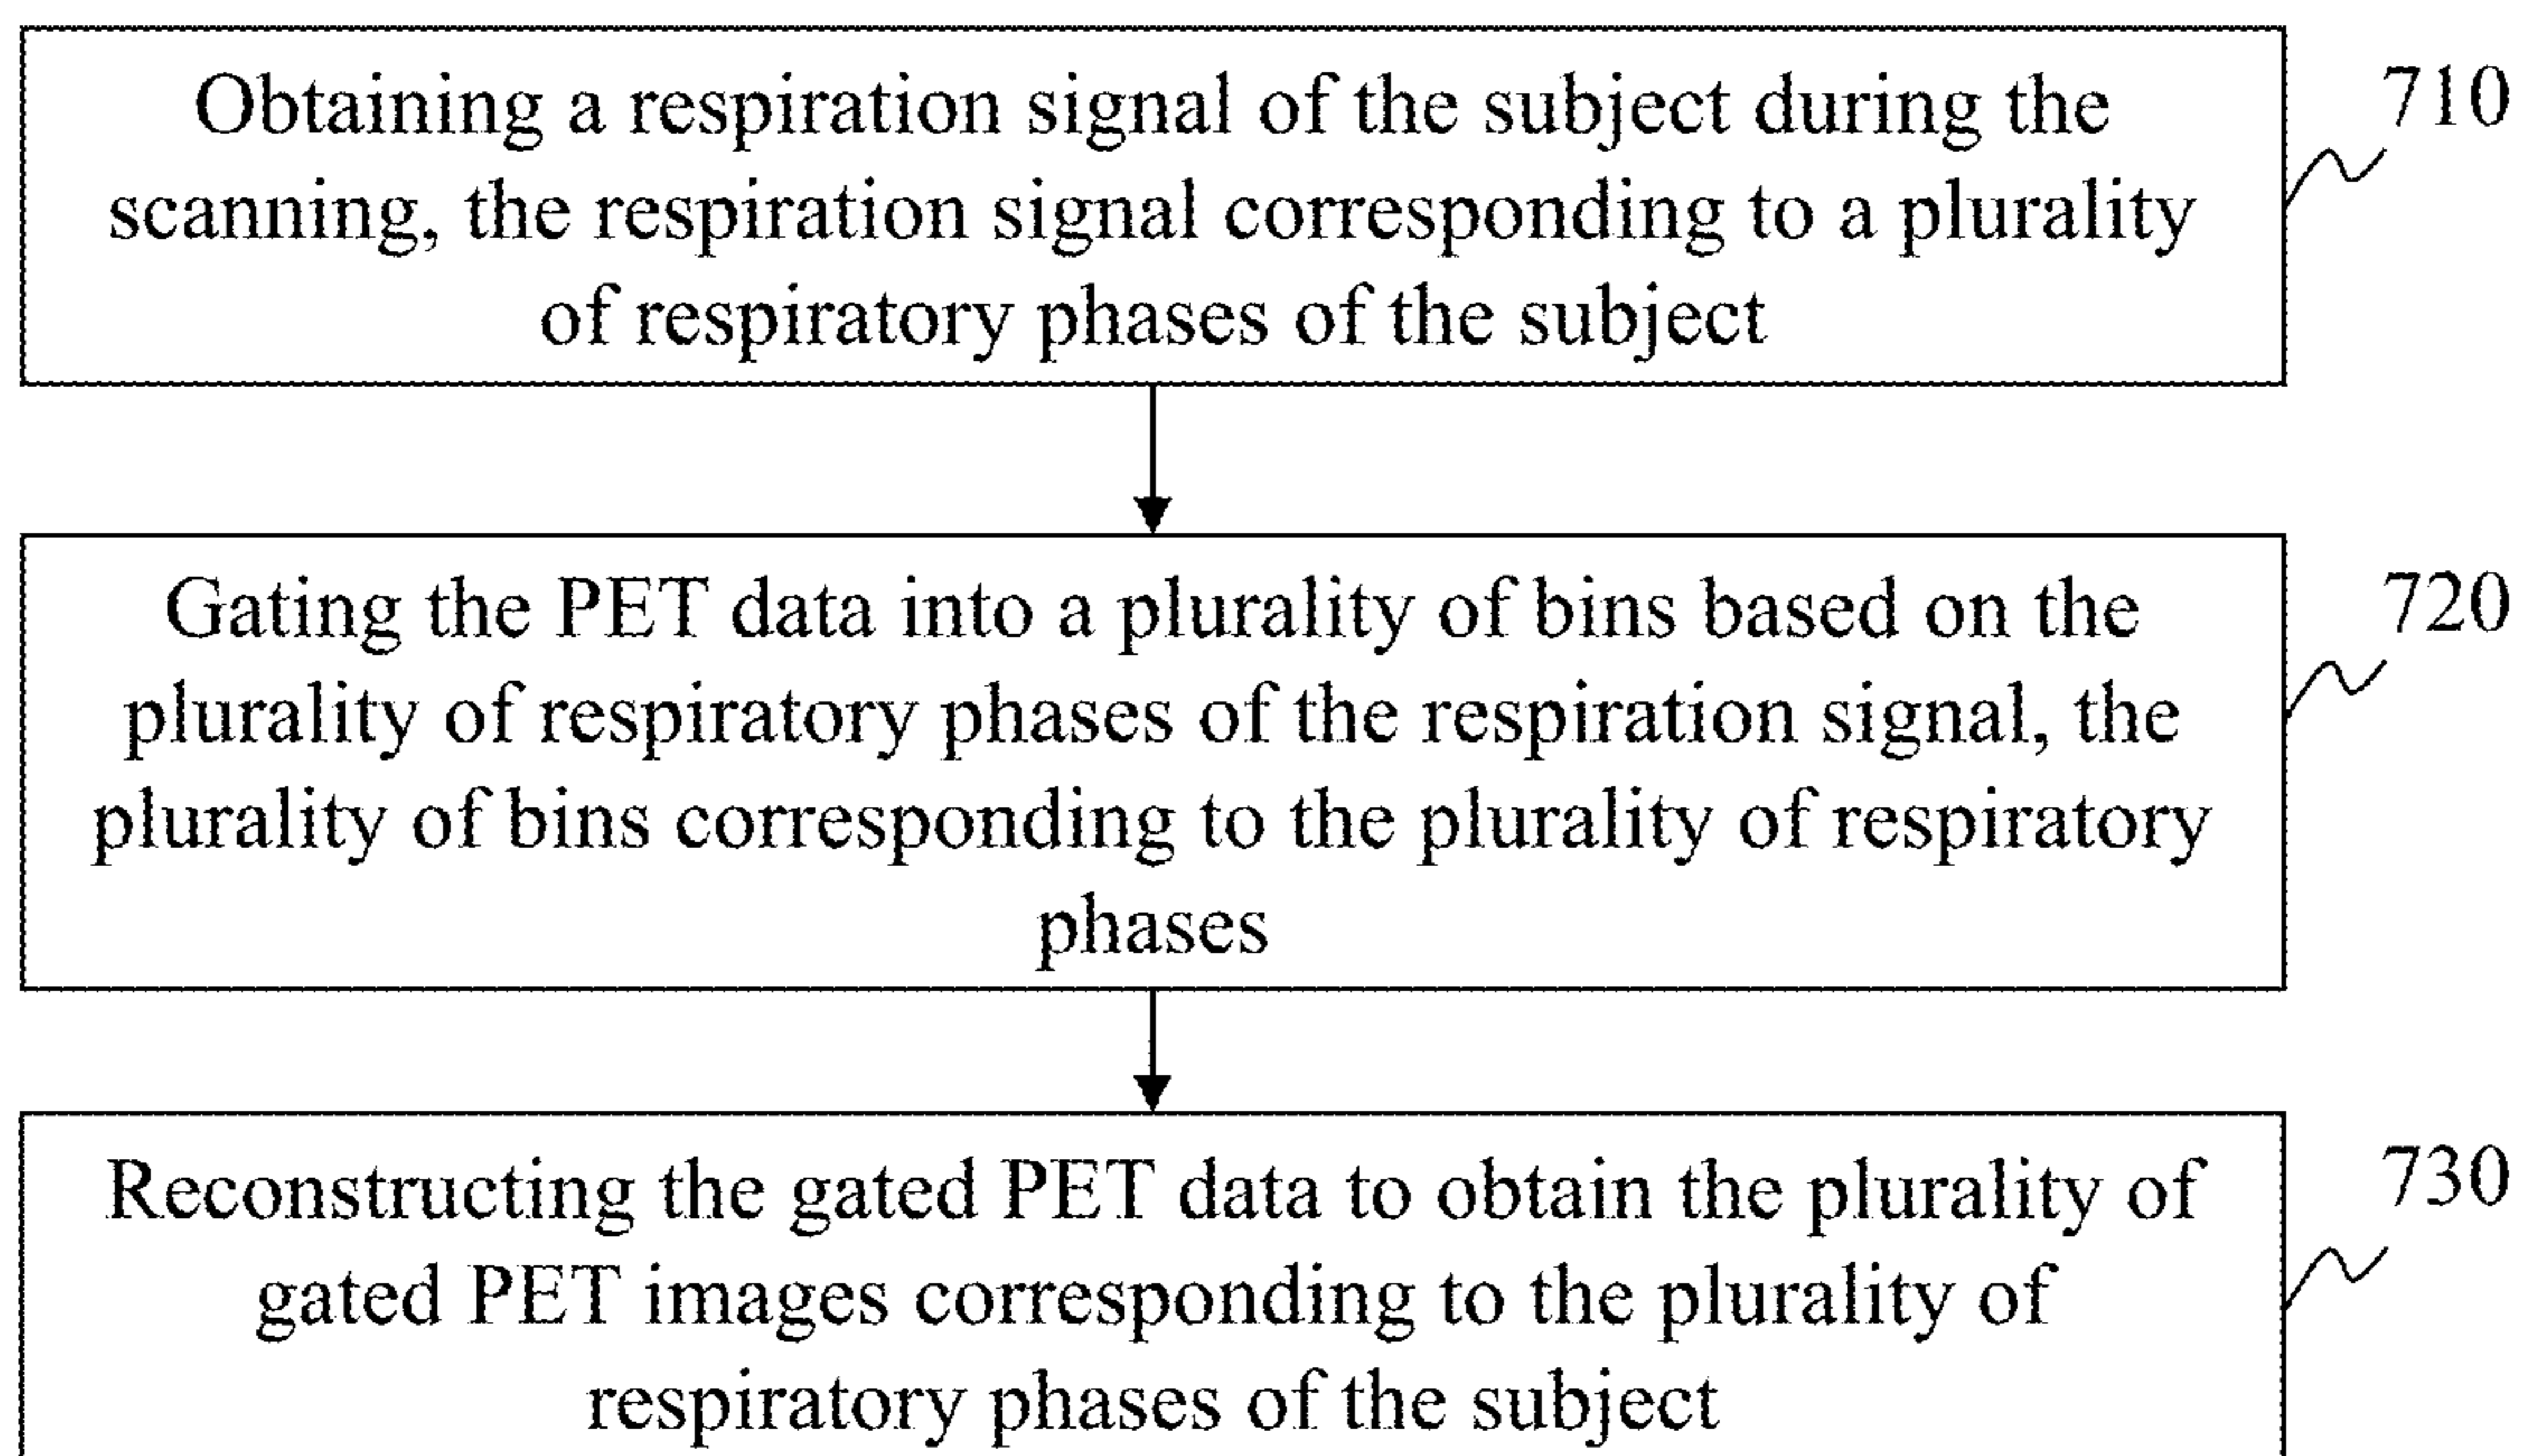 Obtaining a respiration signal of the subject during the
scanning, the respiration signal corresponding to a plurality
of respiratory phases of the subject
710
Gating the PET data into a plurality of bins based on the
plurality of respiratory phases of the respiration signal, the
plurality of bins corresponding to the plurality of respiratory
phases
720
Reconstructing the gated PET data to obtain the plurality of
gated PET images corresponding to the plurality of
respiratory phases of the subject
730